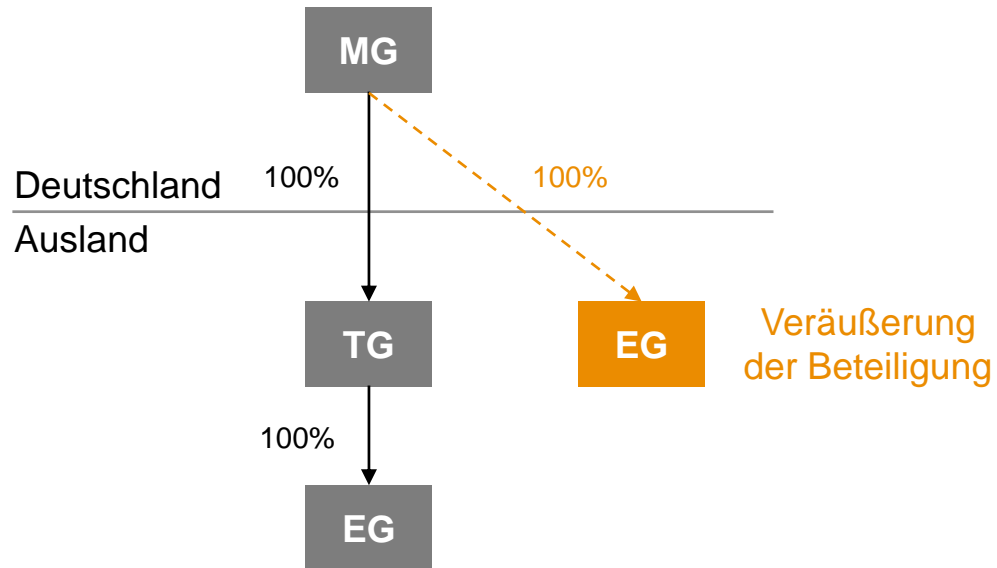 MG
Deutschland
100%
100%
Ausland
TG
EG
Veräußerung
der Beteiligung
100%
EG